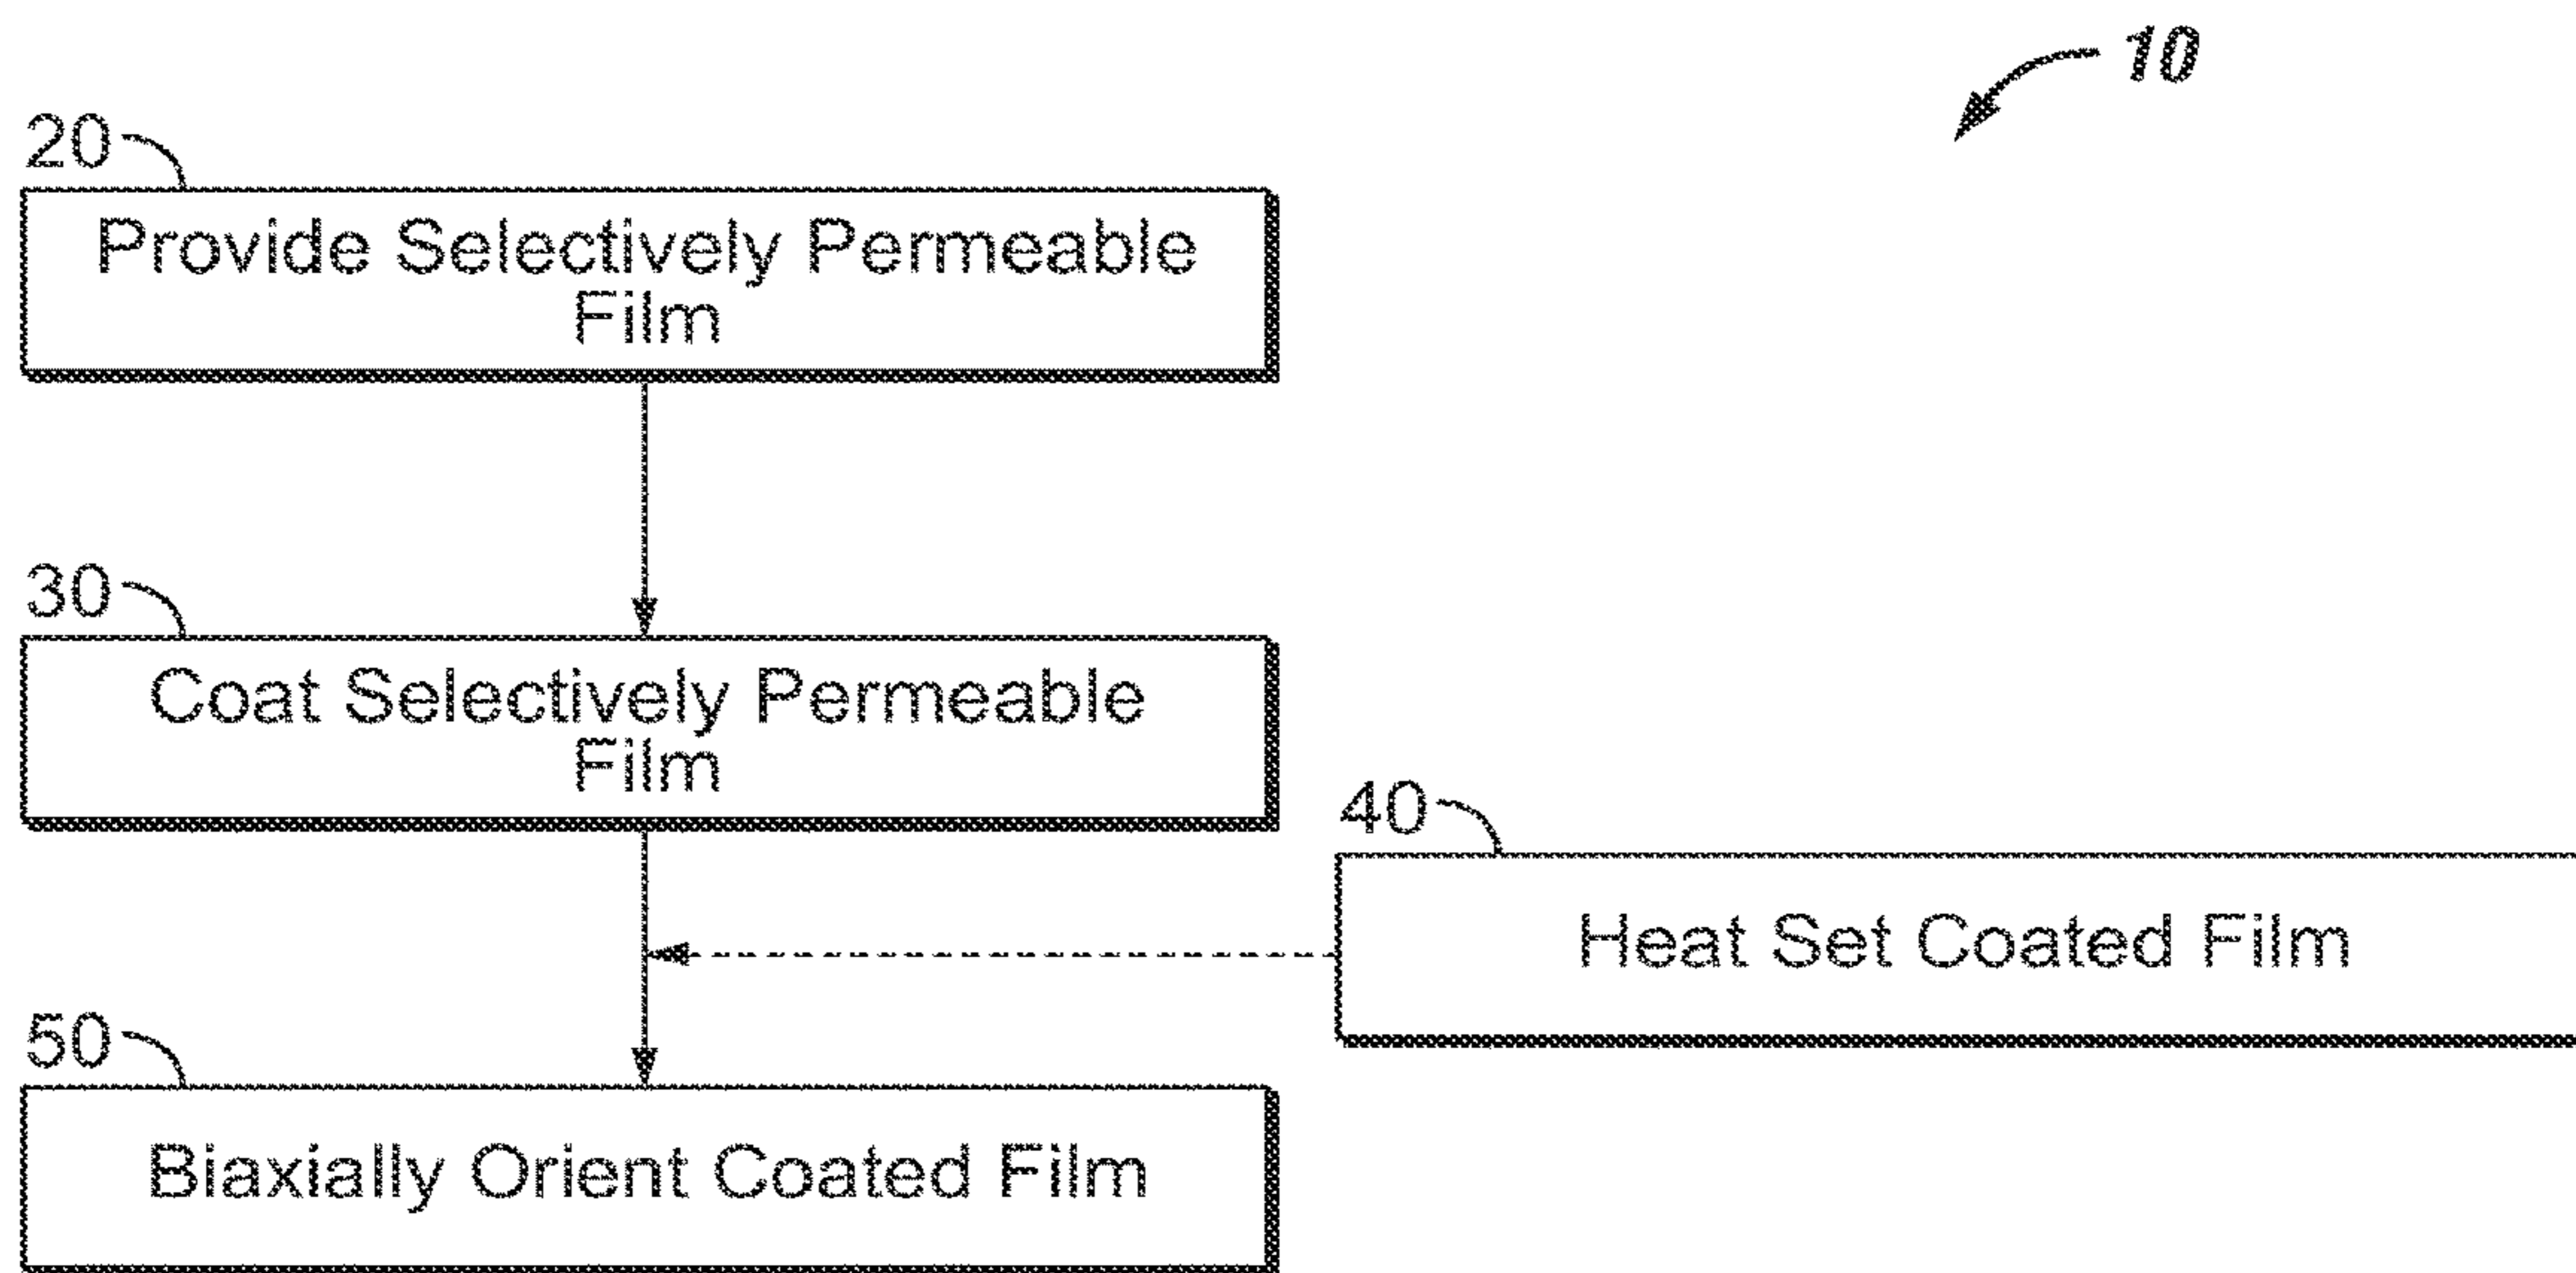 10
20
Provide Selectively Permeable
Film
30
Coat Selectively Permeable
Film
40
Heat Set Coated Film
50
Biaxially Orient Coated Film